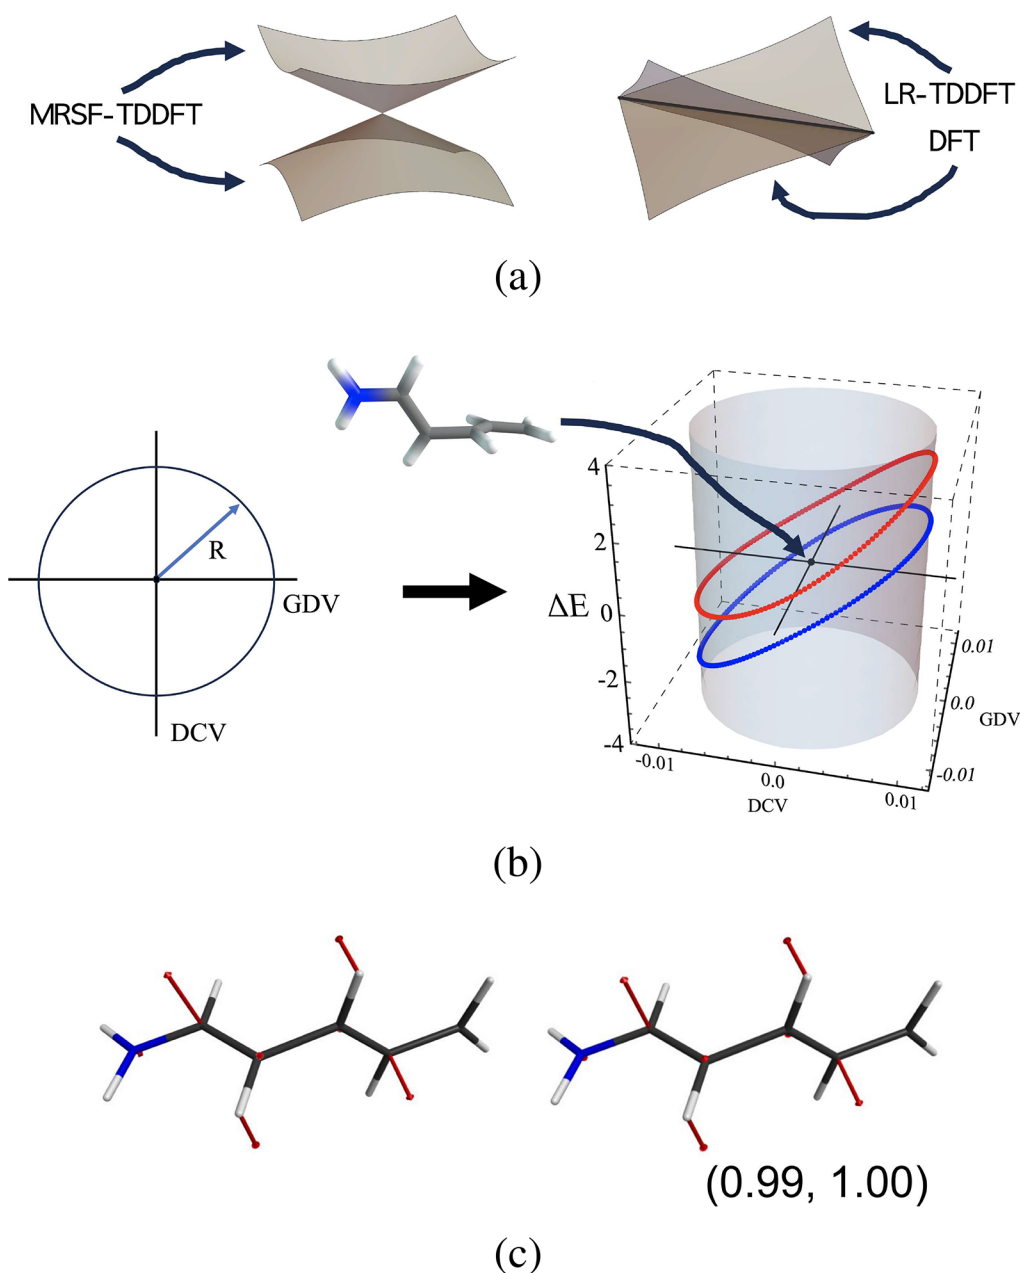 MRSF-TDDFT
LR-TDDFT
DFT
(a)
R
GDV
DCV
4
2
ΔE
0
-2
-4
-0.01
0.0
0.01
DCV
0.01
0.0
GDV
-0.01
(b)
(0.99, 1.00)
(c)